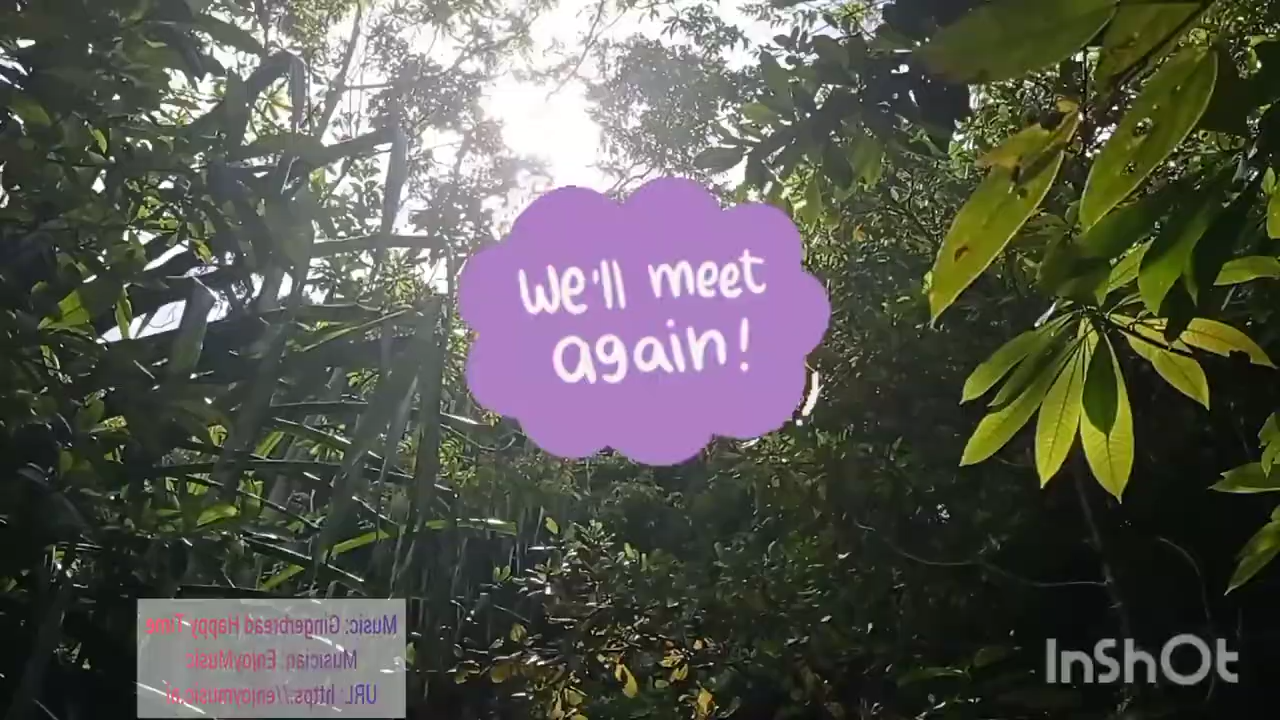 We'll meet
again!
Music: Gingerbread Happy Time
Musician: EnjoyMusic
URL: https://enjoymusic.ai
InShOt